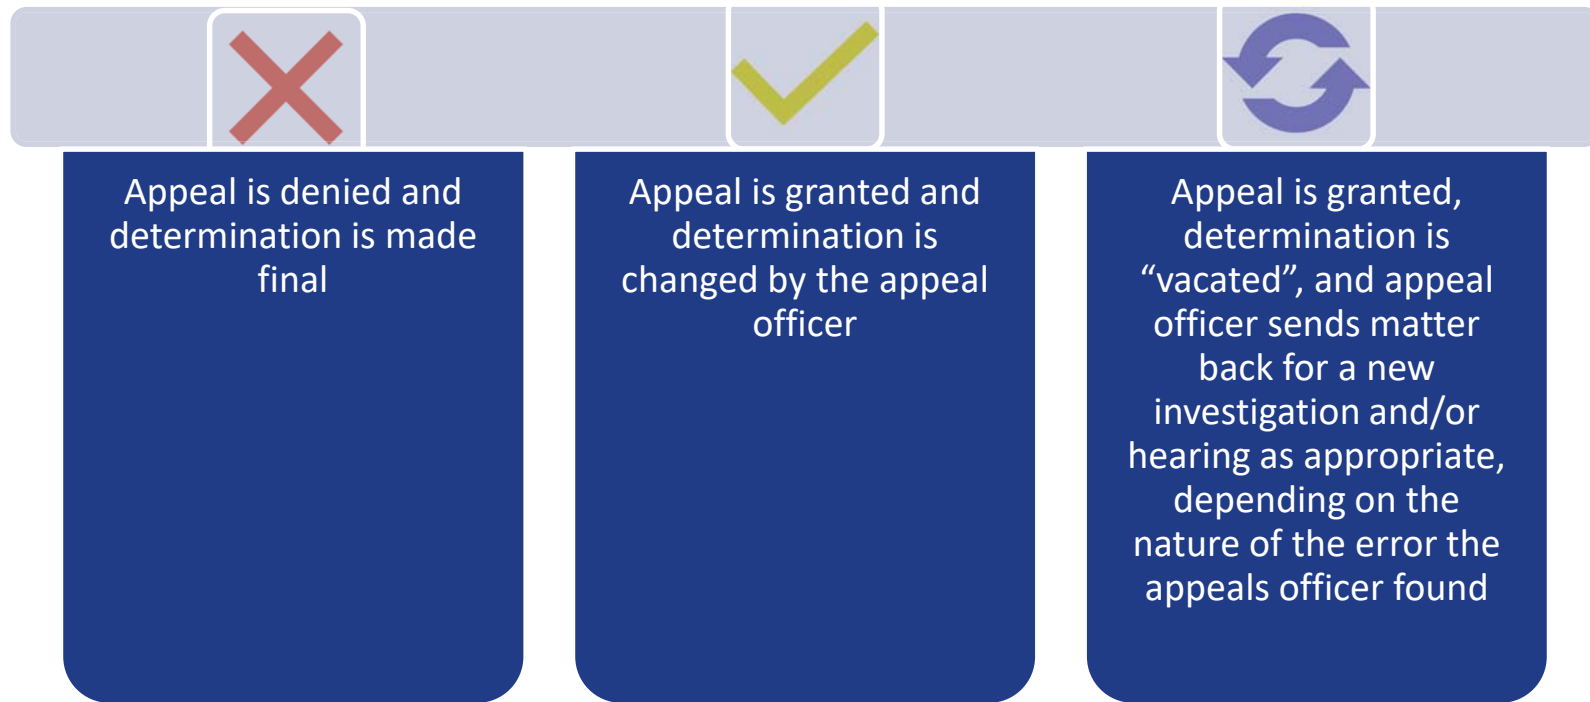 Appeal is denied and
determination is made
final
Appeal is granted and
determination is
changed by the appeal
officer
Appeal is granted,
determination is
“vacated”, and appeal
officer sends matter
back for a new
investigation and/or
hearing as appropriate,
depending on the
nature of the error the
appeals officer found